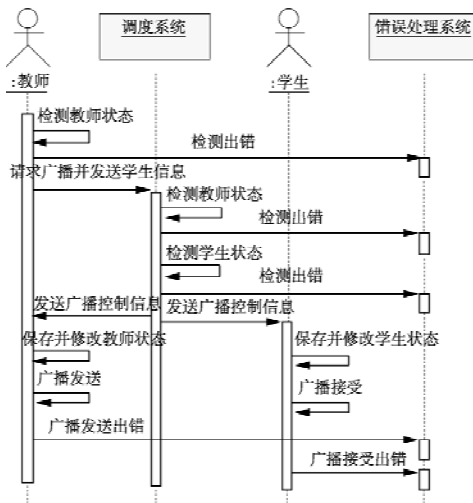 调度系统
错误处理系统
:教师
:学生
检测教师状态
检测出错
请求广播并发送学生信息
检测教师状态
检测出错
检测学生状态
检测出错
发送广播控制信息
发送广播控制信息
保存并修改教师状态
保存并修改学生状态
广播发送
广播接受
广播发送出错
广播接受出错